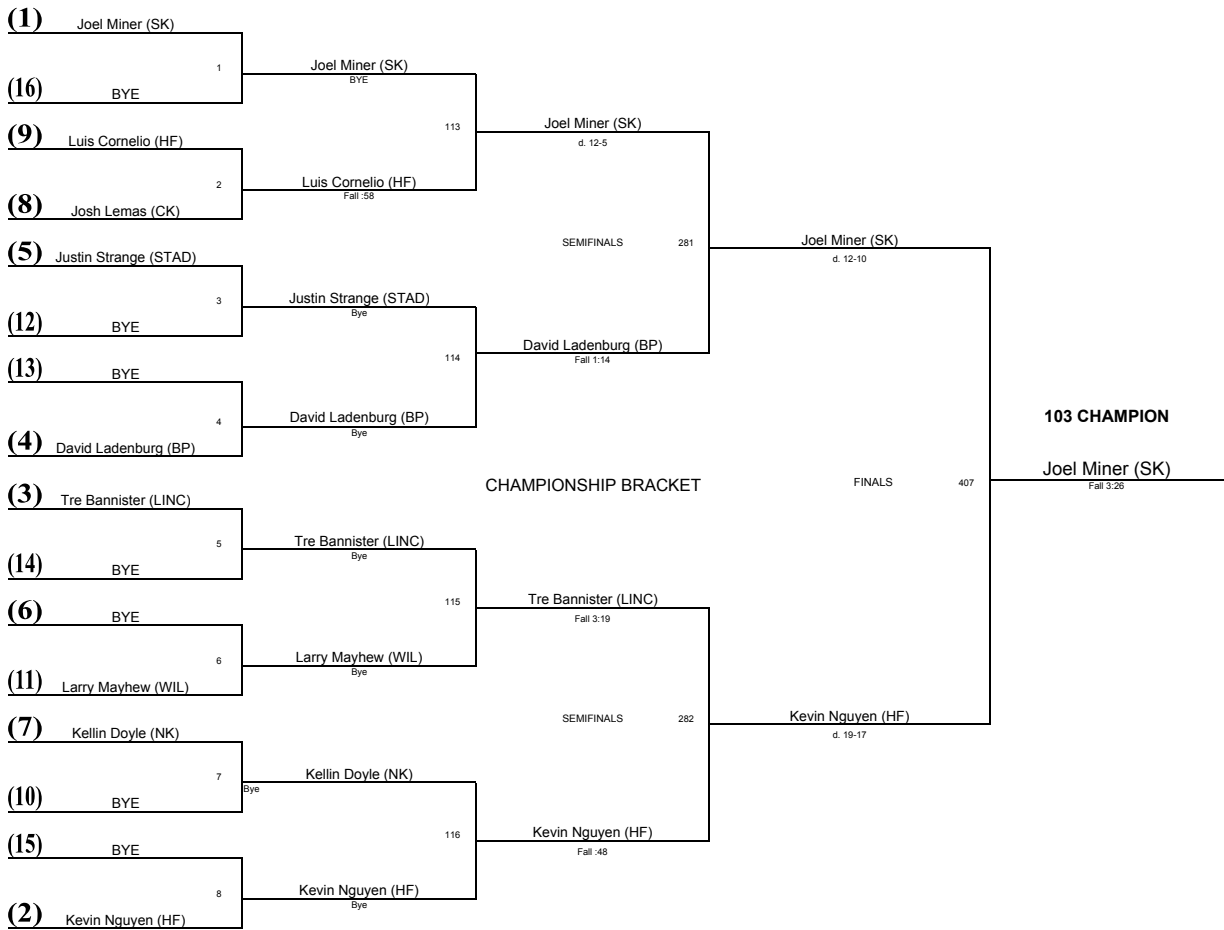 (1) Joel Miner (SK)
1
Joel Miner (SK)
BYE
(16) BYE
113
Joel Miner (SK)
d. 12-5
(9) Luis Cornelio (HF)
2
Luis Cornelio (HF)
Fall :58
(8) Josh Lemas (CK)
SEMIFINALS 281
Joel Miner (SK)
d. 12-10
(5) Justin Strange (STAD)
3
Justin Strange (STAD)
Bye
(12) BYE
114
David Ladenburg (BP)
Fall 1:14
(13) BYE
4
David Ladenburg (BP)
Bye
(4) David Ladenburg (BP)
103 CHAMPION
Joel Miner (SK)
Fall 3:26
CHAMPIONSHIP BRACKET
FINALS 407
(3) Tre Bannister (LINC)
5
Tre Bannister (LINC)
Bye
(14) BYE
115
Tre Bannister (LINC)
Fall 3:19
(6) BYE
6
Larry Mayhew (WIL)
Bye
(11) Larry Mayhew (WIL)
SEMIFINALS 282
Kevin Nguyen (HF)
d. 19-17
(7) Kellin Doyle (NK)
7
Kellin Doyle (NK)
Bye
(10) BYE
116
Kevin Nguyen (HF)
Fall :48
(15) BYE
8
Kevin Nguyen (HF)
Bye
(2) Kevin Nguyen (HF)